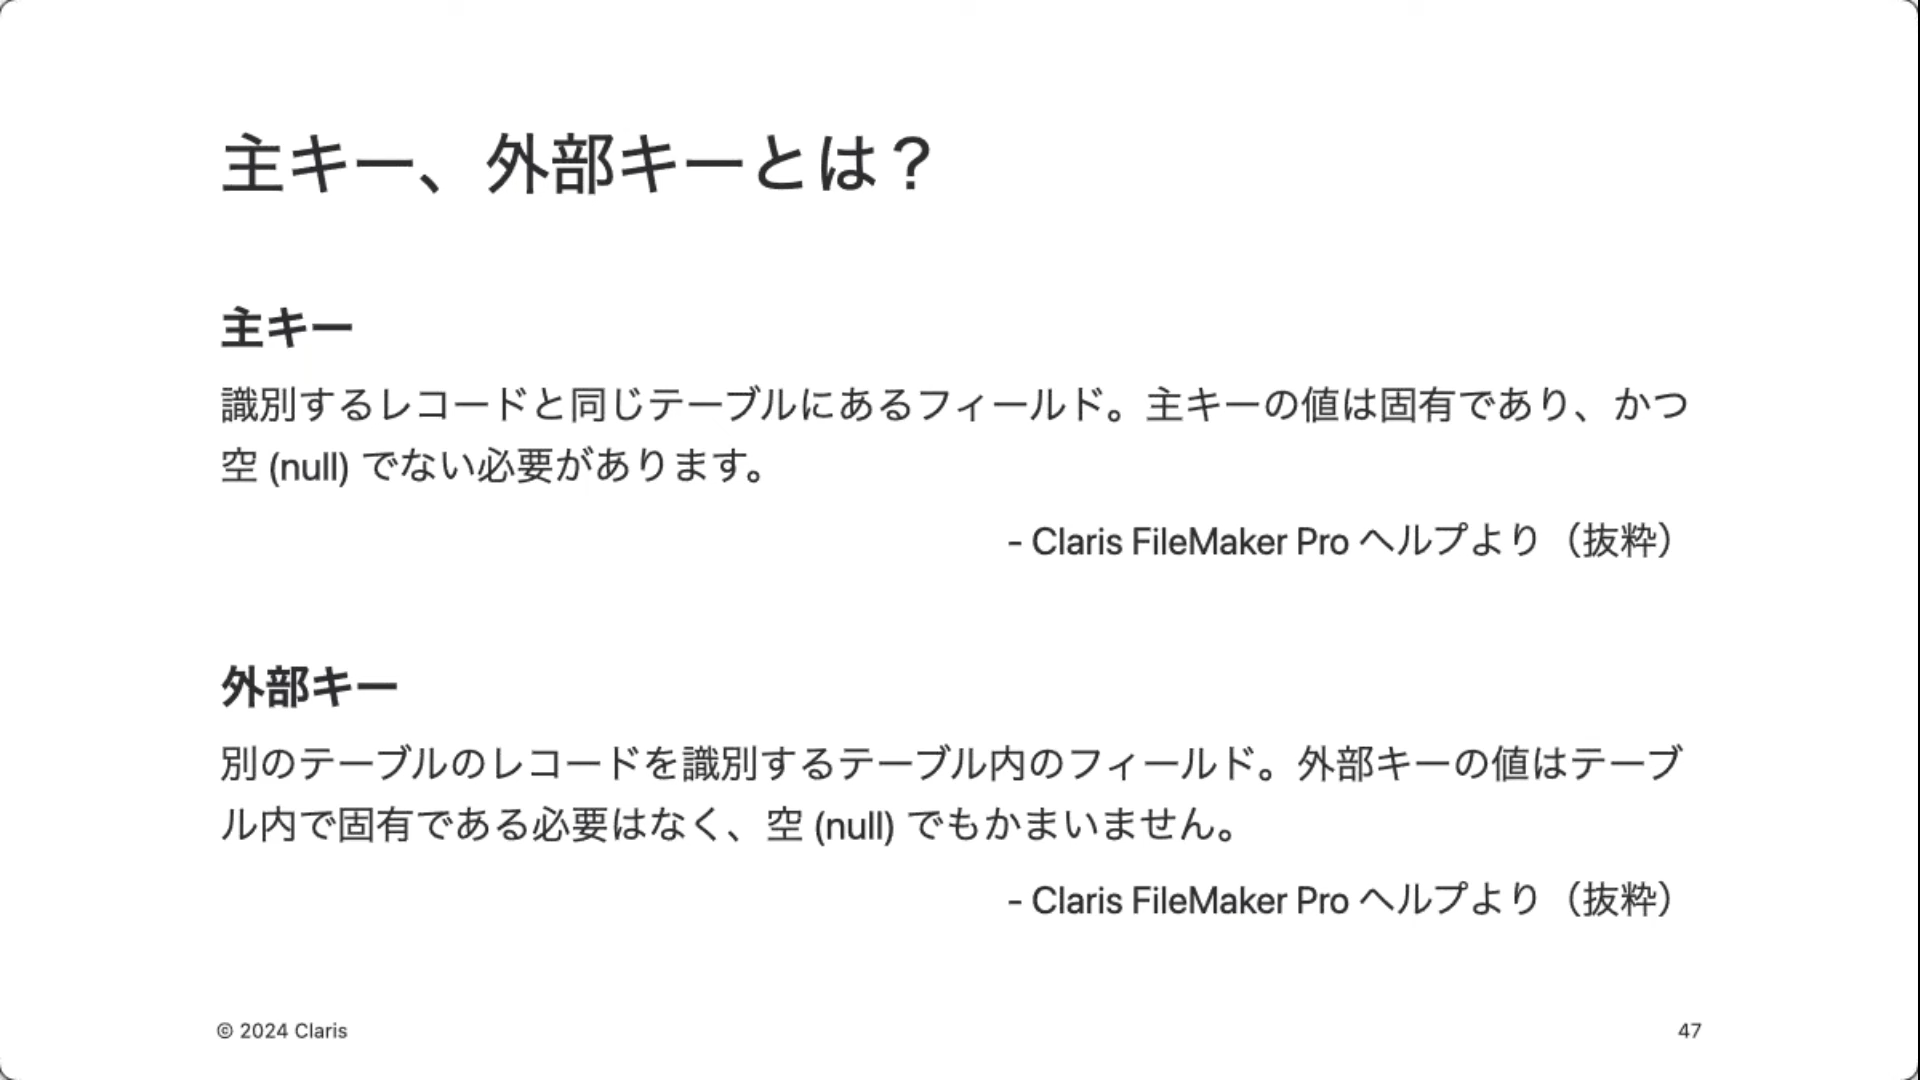 主キー、外部キーとは？
主キー
識別するレコードと同じテーブルにあるフィールド。主キーの値は固有であり、かつ
空 (null) でない必要があります。
- Claris FileMaker Pro ヘルプより（抜粋）
外部キー
別のテーブルのレコードを識別するテーブル内のフィールド。外部キーの値はテーブ
ル内で固有である必要はなく、空 (null) でもかまいません。
- Claris FileMaker Pro ヘルプより（抜粋）
© 2024 Claris
47